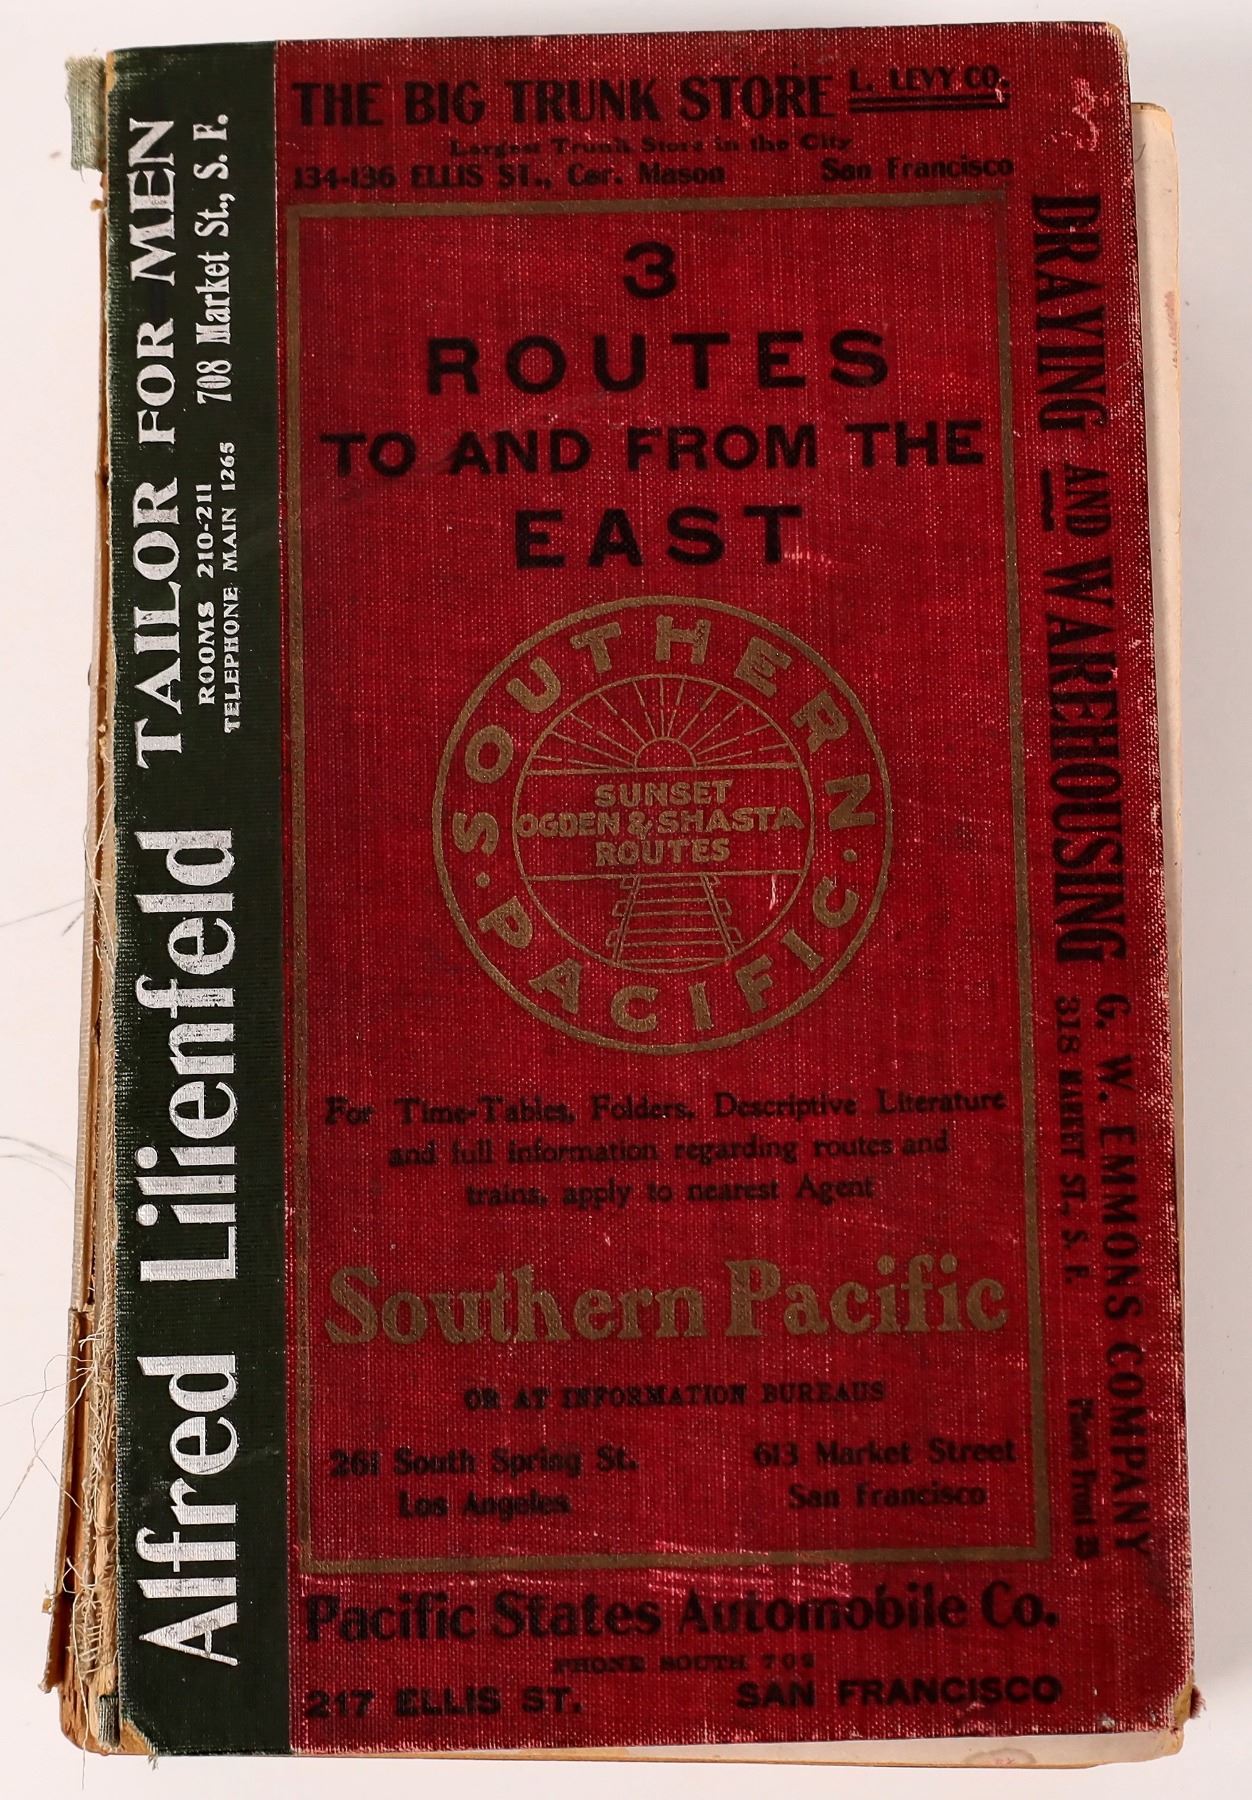 THE BIG TRUNK STORE L. LEVY CO.
Largest Trunk Store in the City
134-136 ELLIS ST., Cor. Mason San Francisco
3
ROUTES
TO AND FROM THE
EAST
SOUTHERN
SUNSET
OGDEN & SHASTA
ROUTES
PACIFIC
For Time-Tables, Folders, Descriptive Literature
and full information regarding routes and
trains, apply to nearest Agent
Southern Pacific
OR AT INFORMATION BUREAUS
261 South Spring St. 613 Market Street
Los Angeles San Francisco
Pacific States Automobile Co.
PHONE SOUTH
217 ELLIS ST. SAN FRANCISCO
Alfred Lilienfeld TAILOR FOR MEN
ROOMS 210-211 708 Market St., S. F.
TELEPHONE MAIN 1265
DRAYING AND WAREHOUSING G. W. EMMONS COMPANY
318 MARKET ST., S. F. Phone Front